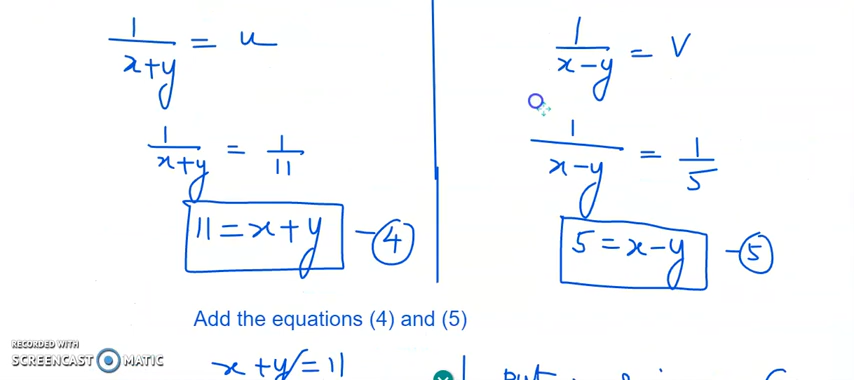 1/(x+y) = u
1/(x+y) = 1/11
11 = x+y -④
1/(x-y) = v
1/(x-y) = 1/5
5 = x-y -⑤
Add the equations (4) and (5)
x + y = 11
put
RECORDED WITH
SCREENCAST MATIC